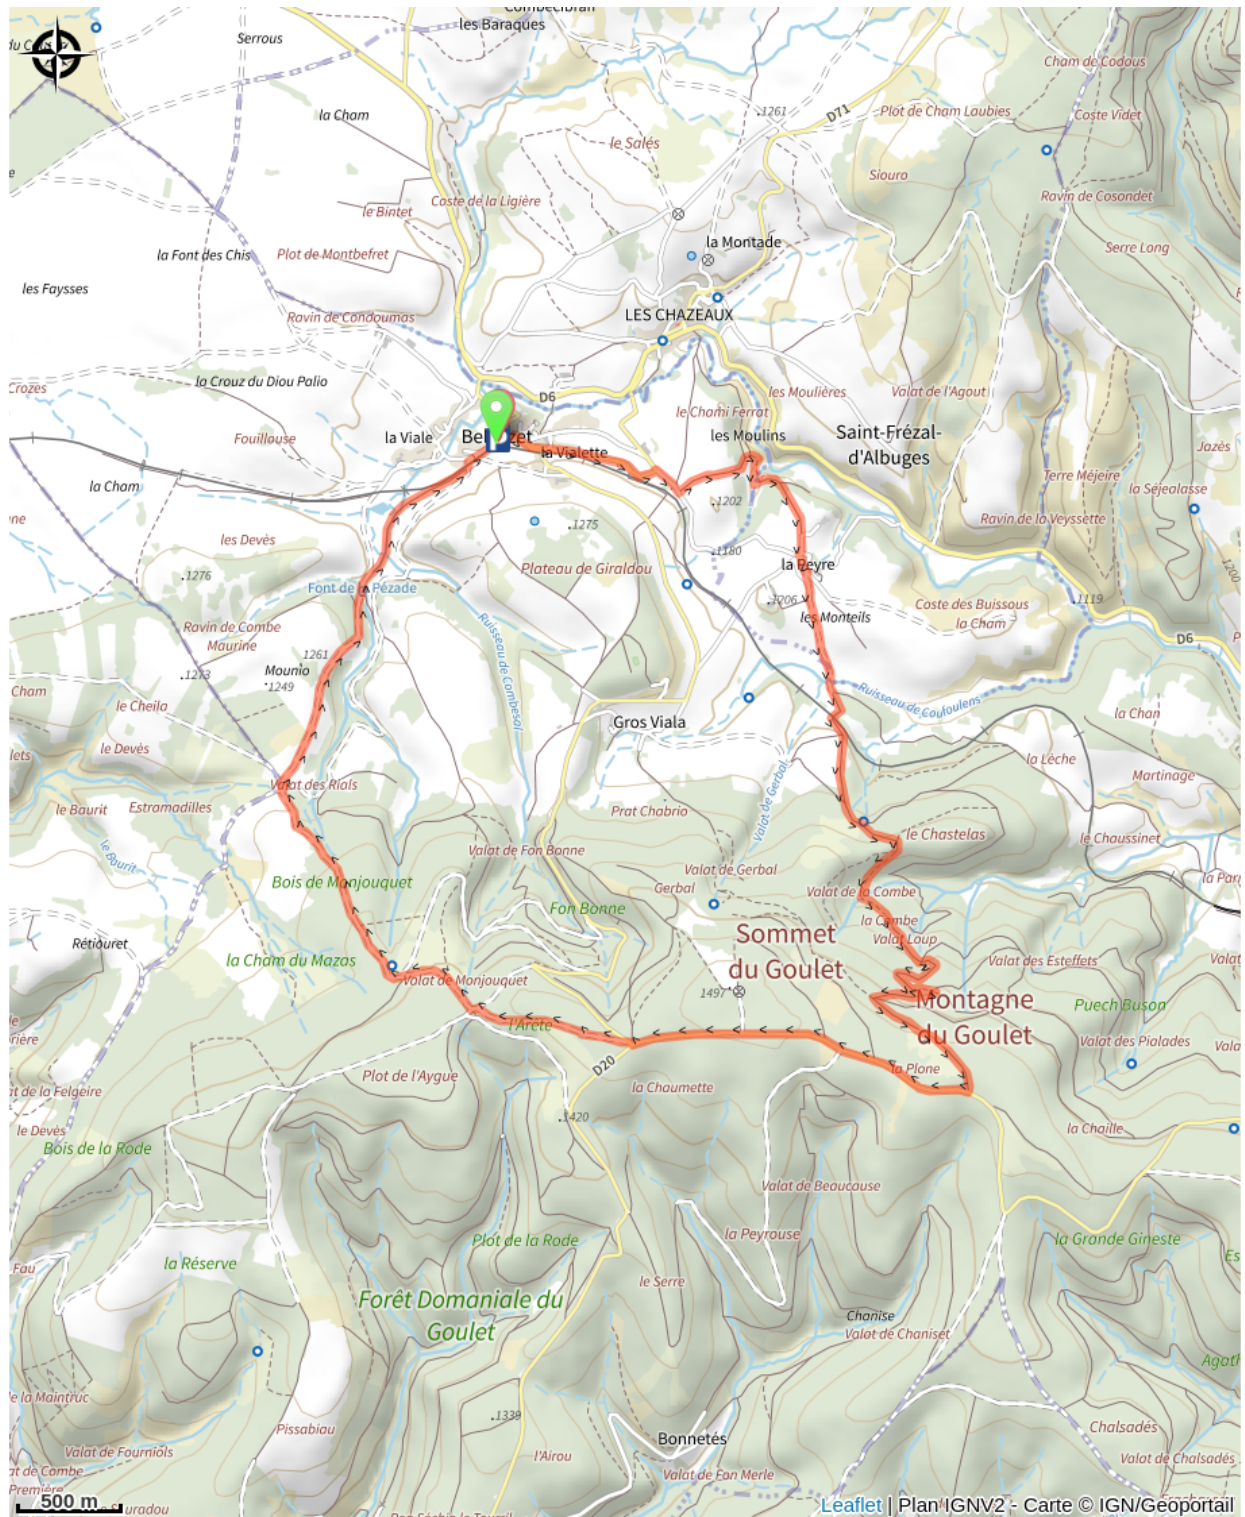 les Baraques
Serrous
Cham de Codous
la Cham
.1261
D71
Plot de Cham Laubies
Coste Videt
le Salés
Siouro
Ravin de Cosondet
le Bintet
Coste de la Ligière
la Montade
Serre Long
la Font des Chis
Plot de Montbefret
les Faysses
Ravin de Condoumas
LES CHAZEAUX
Crozes
la Crouz du Diou Palio
D6
les Moulières
Valat de l'Agout
le Chami Ferrat
Fouillouse
la Viale
les Moulins
Saint-Frézal-
d'Albuges
Jazès
la Vialette
la Cham
Terre Méjeire
la Séjealasse
.1202
Ravin de la Veyssette
.1275
les Devès
.1180
.1276
Plateau de Giraldou
la Peyre
1200
Font de la Pézade
.1206
Coste des Buissous
.1119
la Cham
Ravin de Combe
Maurine
les Monteils
D6
Ruisseau de Combesal
1261
Mounio
.1273
.1249
Cham
le Cheila
Ruisseau de Couloulens
la Chan
Gros Viala
le Devès
la Lèche
Valat des Rials
Martinage
le Baurit
Estramadilles
Prat Chabrio
Valat de Gerbal
le Chastelas
le Chaussinet
le Baurit
Valat de Fon Bonne
Valat de Gerbal
Bois de Monjouquet
Gerbal
Valat de la Combe
Fon Bonne
la Combe
Rétiouret
Sommet
du Goulet
Valat Loup
la Cham du Mazas
Valat des Esteffets
Valat de Monjouquet
1497
Montagne
du Goulet
Puech Buson
l'Arête
Valat des Pialades
D20
la Plone
Plot de l'Aygue
la Chaumette
at de la Felgeire
.1420
le Devès
la Chaille
Bois de la Rode
Valat de Beaucause
la Peyrouse
Plot de la Rode
la Grande Gineste
la Réserve
Fau
le Serre
Forêt Domaniale du
Goulet
Chanise
Valat de Chaniset
Pissabiau
.1339
Chalsadés
Bonnetés
Valat de Fourniols
l'Airou
Valat de Chalsadés
Valat de Fon Merle
500 m
Leaflet | Plan IGNV2 - Carte © IGN/Geoportail